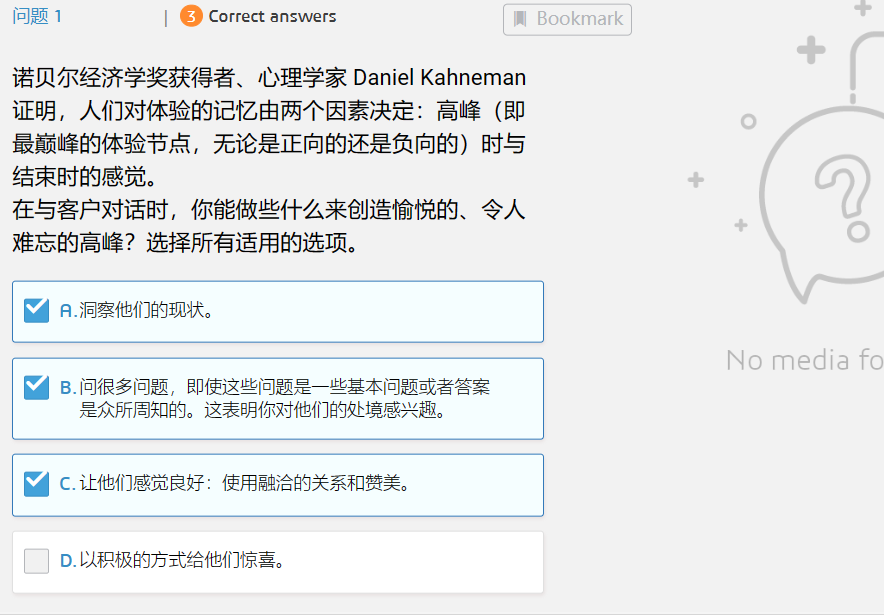 问题 1 | 3 Correct answers Bookmark
诺贝尔经济学奖获得者、心理学家 Daniel Kahneman
证明，人们对体验的记忆由两个因素决定：高峰（即
最巅峰的体验节点，无论是正向的还是负向的）时与
结束时的感觉。
在与客户对话时，你能做些什么来创造愉悦的、令人
难忘的高峰？选择所有适用的选项。
A. 洞察他们的现状。
B. 问很多问题，即使这些问题是一些基本问题或者答案
是众所周知的。这表明你对他们的处境感兴趣。
C. 让他们感觉良好：使用融洽的关系和赞美。
D. 以积极的方式给他们惊喜。
No media fo